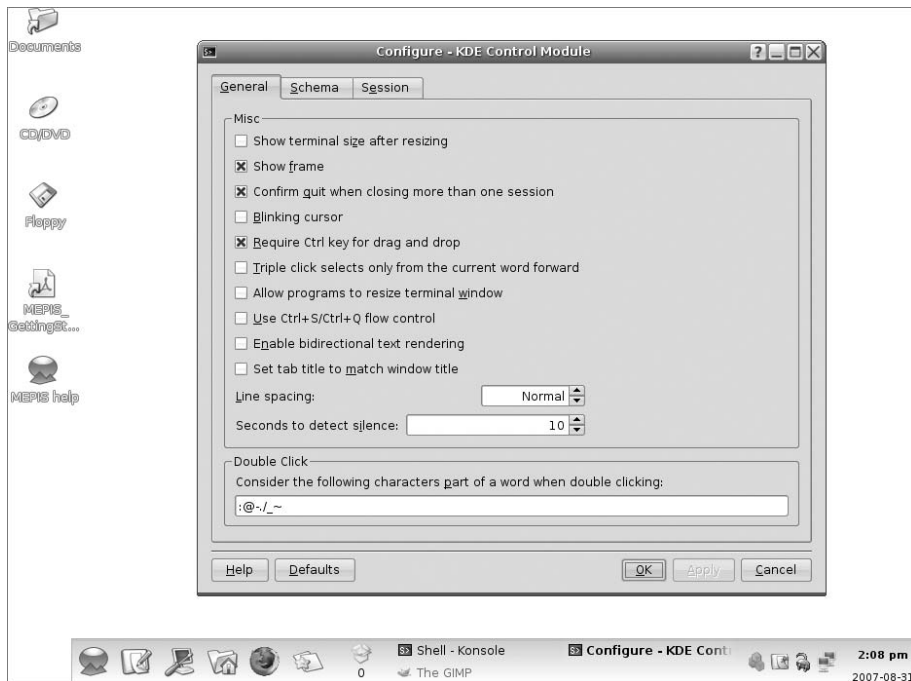 Documents
CD/DVD
Floppy
MEPIS_
GettingSt...
MEPIS help
Configure - KDE Control Module
General
Schema
Session
Misc
Show terminal size after resizing
Show frame
Confirm quit when closing more than one session
Blinking cursor
Require Ctrl key for drag and drop
Triple click selects only from the current word forward
Allow programs to resize terminal window
Use Ctrl+S/Ctrl+Q flow control
Enable bidirectional text rendering
Set tab title to match window title
Line spacing: Normal
Seconds to detect silence: 10
Double Click
Consider the following characters part of a word when double clicking:
:@-./_~
Help
Defaults
OK
Apply
Cancel
0
Shell - Konsole
The GIMP
Configure - KDE Cont
2:08 pm
2007-08-31